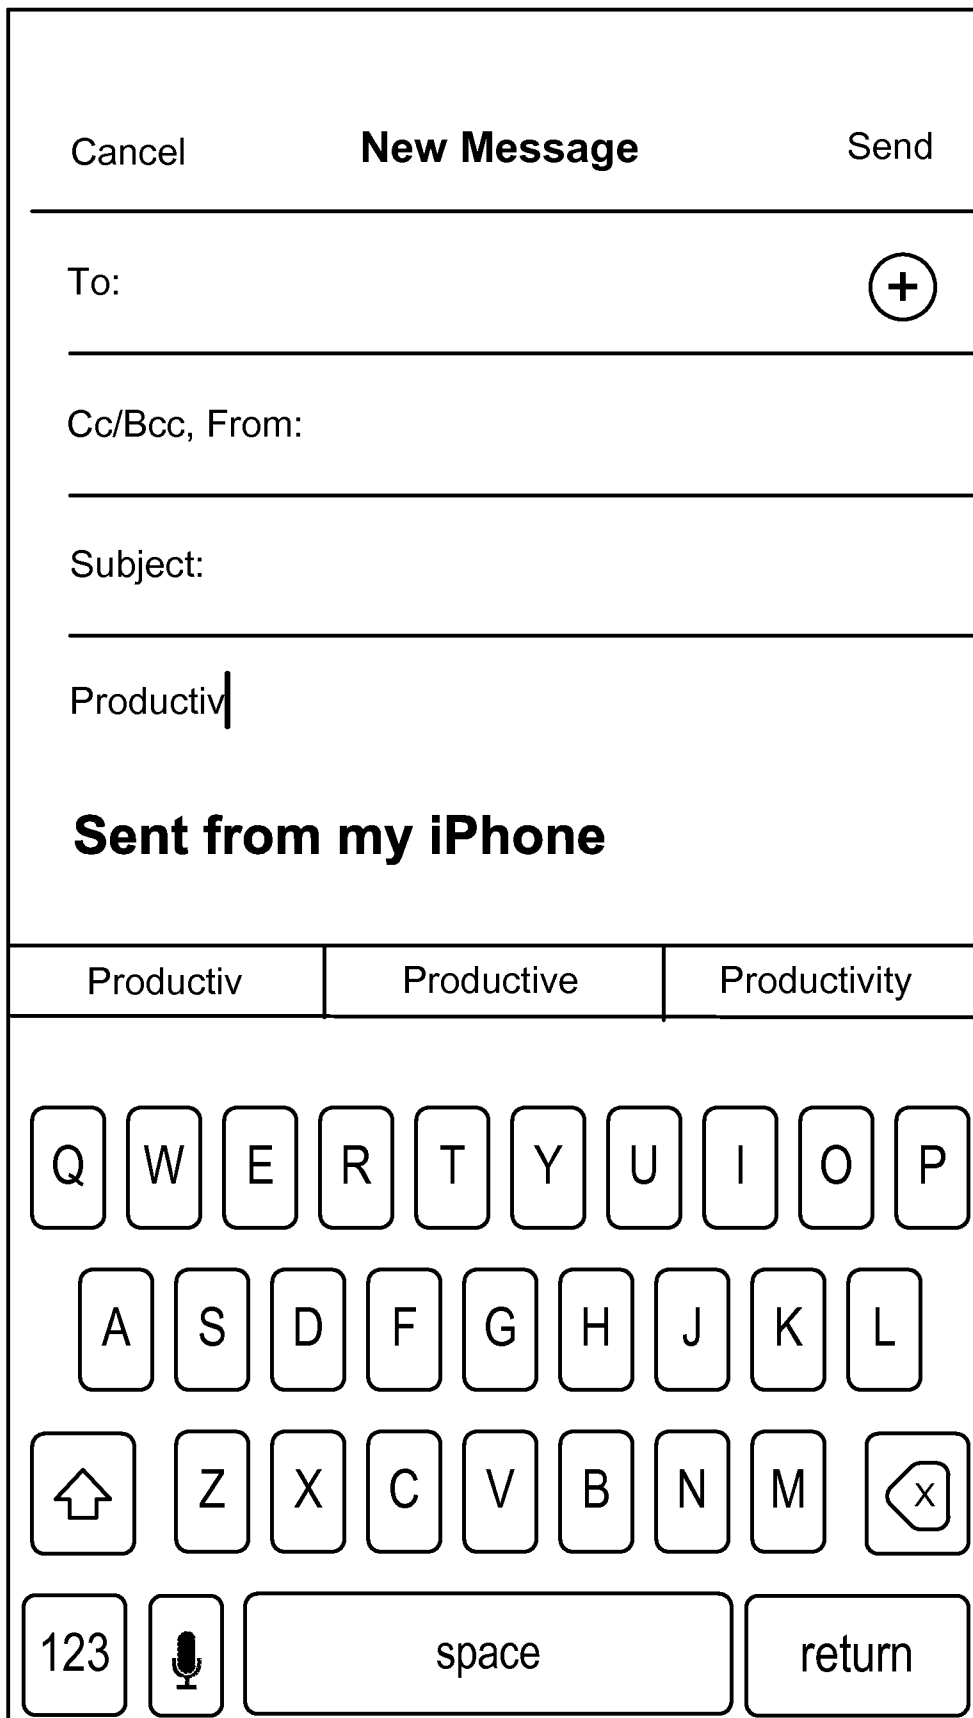 Cancel New Message Send
To: +
Cc/Bcc, From:
Subject:
Productiv
Sent from my iPhone
Productiv Productive Productivity
Q W E R T Y U I O P
A S D F G H J K L
Z X C V B N M X
123 space return